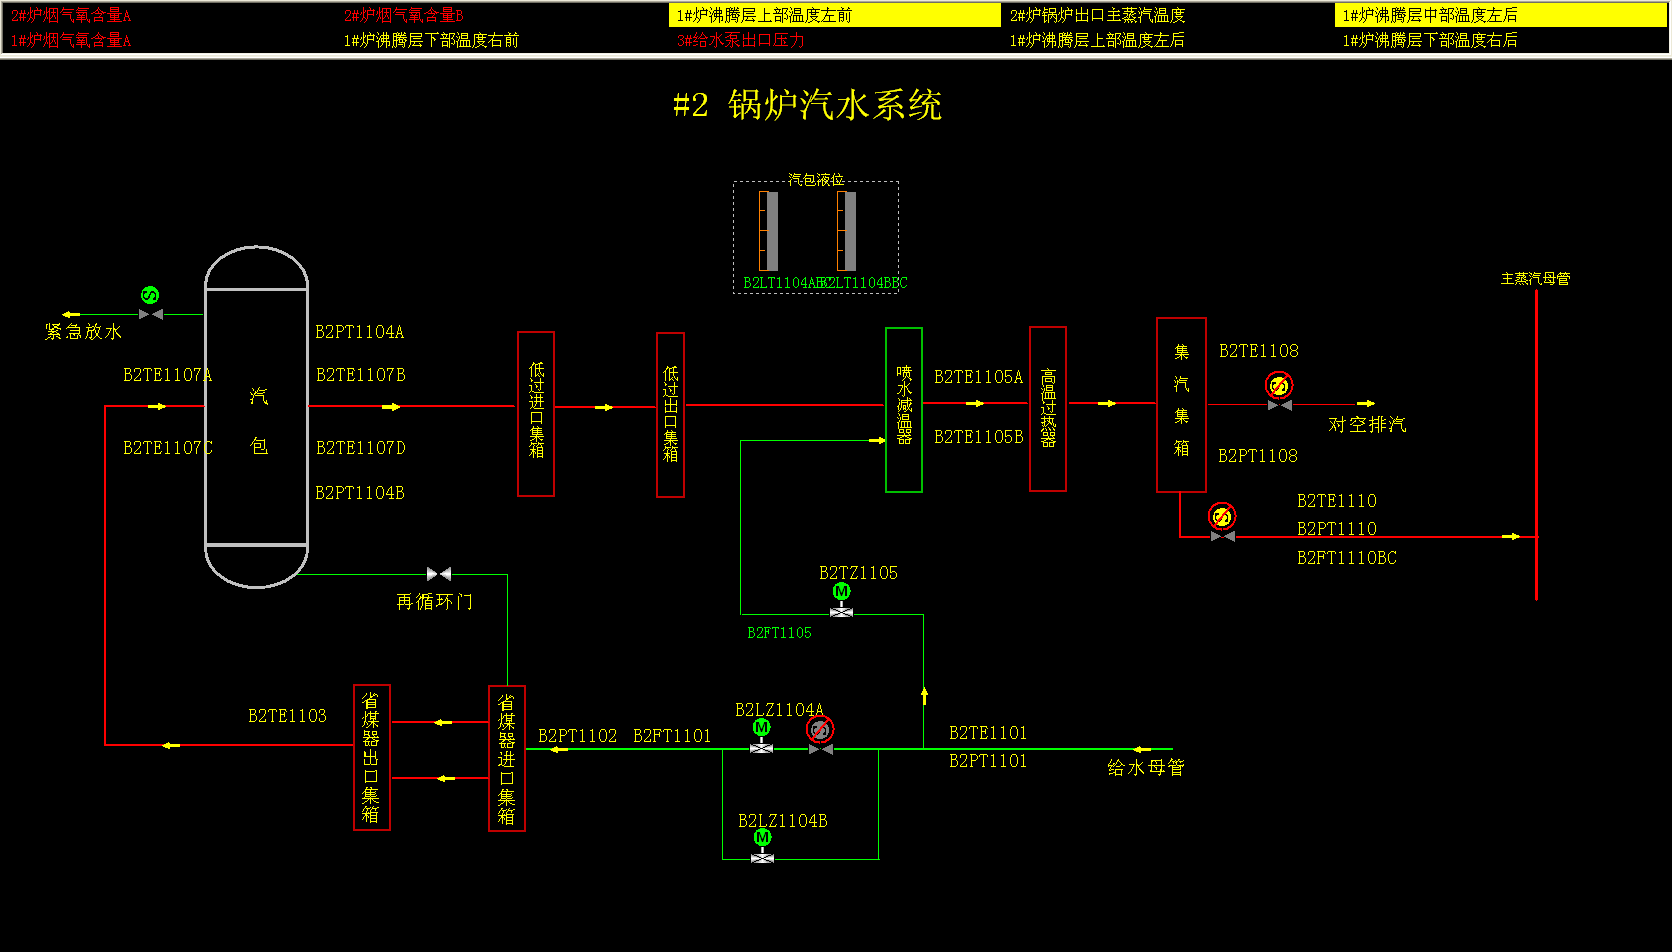 2#炉烟气氧含量A
2#炉烟气氧含量B
1#炉沸腾层上部温度左前
2#炉锅炉出口主蒸汽温度
1#炉沸腾层中部温度左后
1#炉烟气氧含量A
1#炉沸腾层下部温度右前
3#给水泵出口压力
1#炉沸腾层上部温度左后
1#炉沸腾层下部温度右后
#2 锅炉汽水系统
汽包液位
B2LT1104ABC
B2LT1104BBC
主蒸汽母管
紧急放水
B2PT1104A
B2TE1107A
B2TE1107B
汽包
B2TE1107C
B2TE1107D
B2PT1104B
低过进口集箱
低过出口集箱
喷水减温器
B2TE1105A
B2TE1105B
高温过热器
集汽集箱
B2TE1108
对空排汽
B2PT1108
B2TE1110
B2PT1110
B2FT1110BC
再循环门
B2TZ1105
M
B2FT1105
B2TE1103
省煤器出口集箱
省煤器进口集箱
B2PT1102
B2FT1101
B2LZ1104A
M
B2TE1101
B2PT1101
给水母管
B2LZ1104B
M